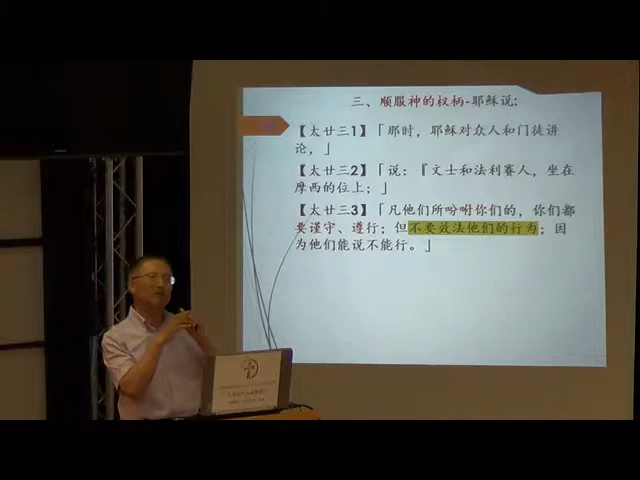 三、顺服神的权柄-耶稣说:
【太廿三1】「那时，耶稣对众人和门徒讲
论，」
【太廿三2】「说：『文士和法利赛人，坐在
摩西的位上；」
【太廿三3】「凡他们所吩咐你们的，你们都
要谨守、遵行；但不要效法他们的行为；因
为他们能说不能行。」